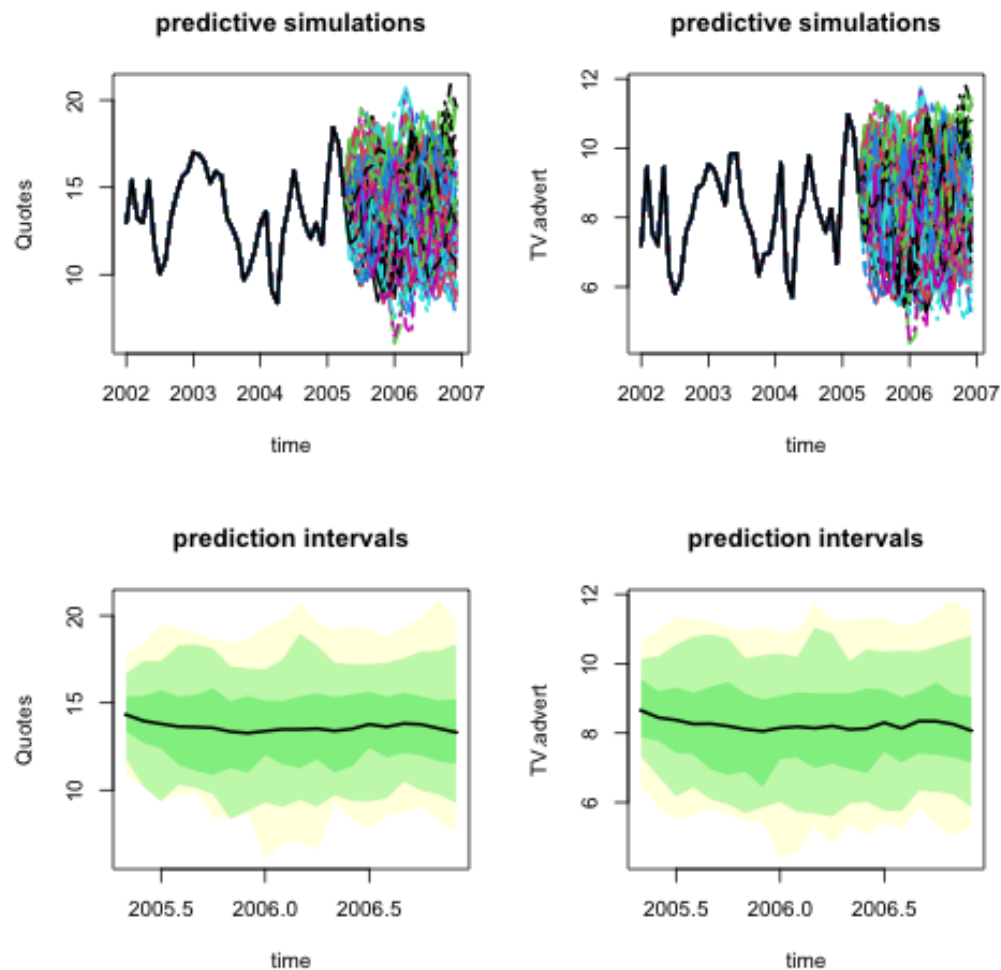 predictive simulations
Quotes
20
15
10
2002 2003 2004 2005 2006 2007
time
predictive simulations
TV.advert
12
10
8
6
2002 2003 2004 2005 2006 2007
time
prediction intervals
Quotes
20
15
10
2005.5 2006.0 2006.5
time
prediction intervals
TV.advert
12
10
8
6
2005.5 2006.0 2006.5
time